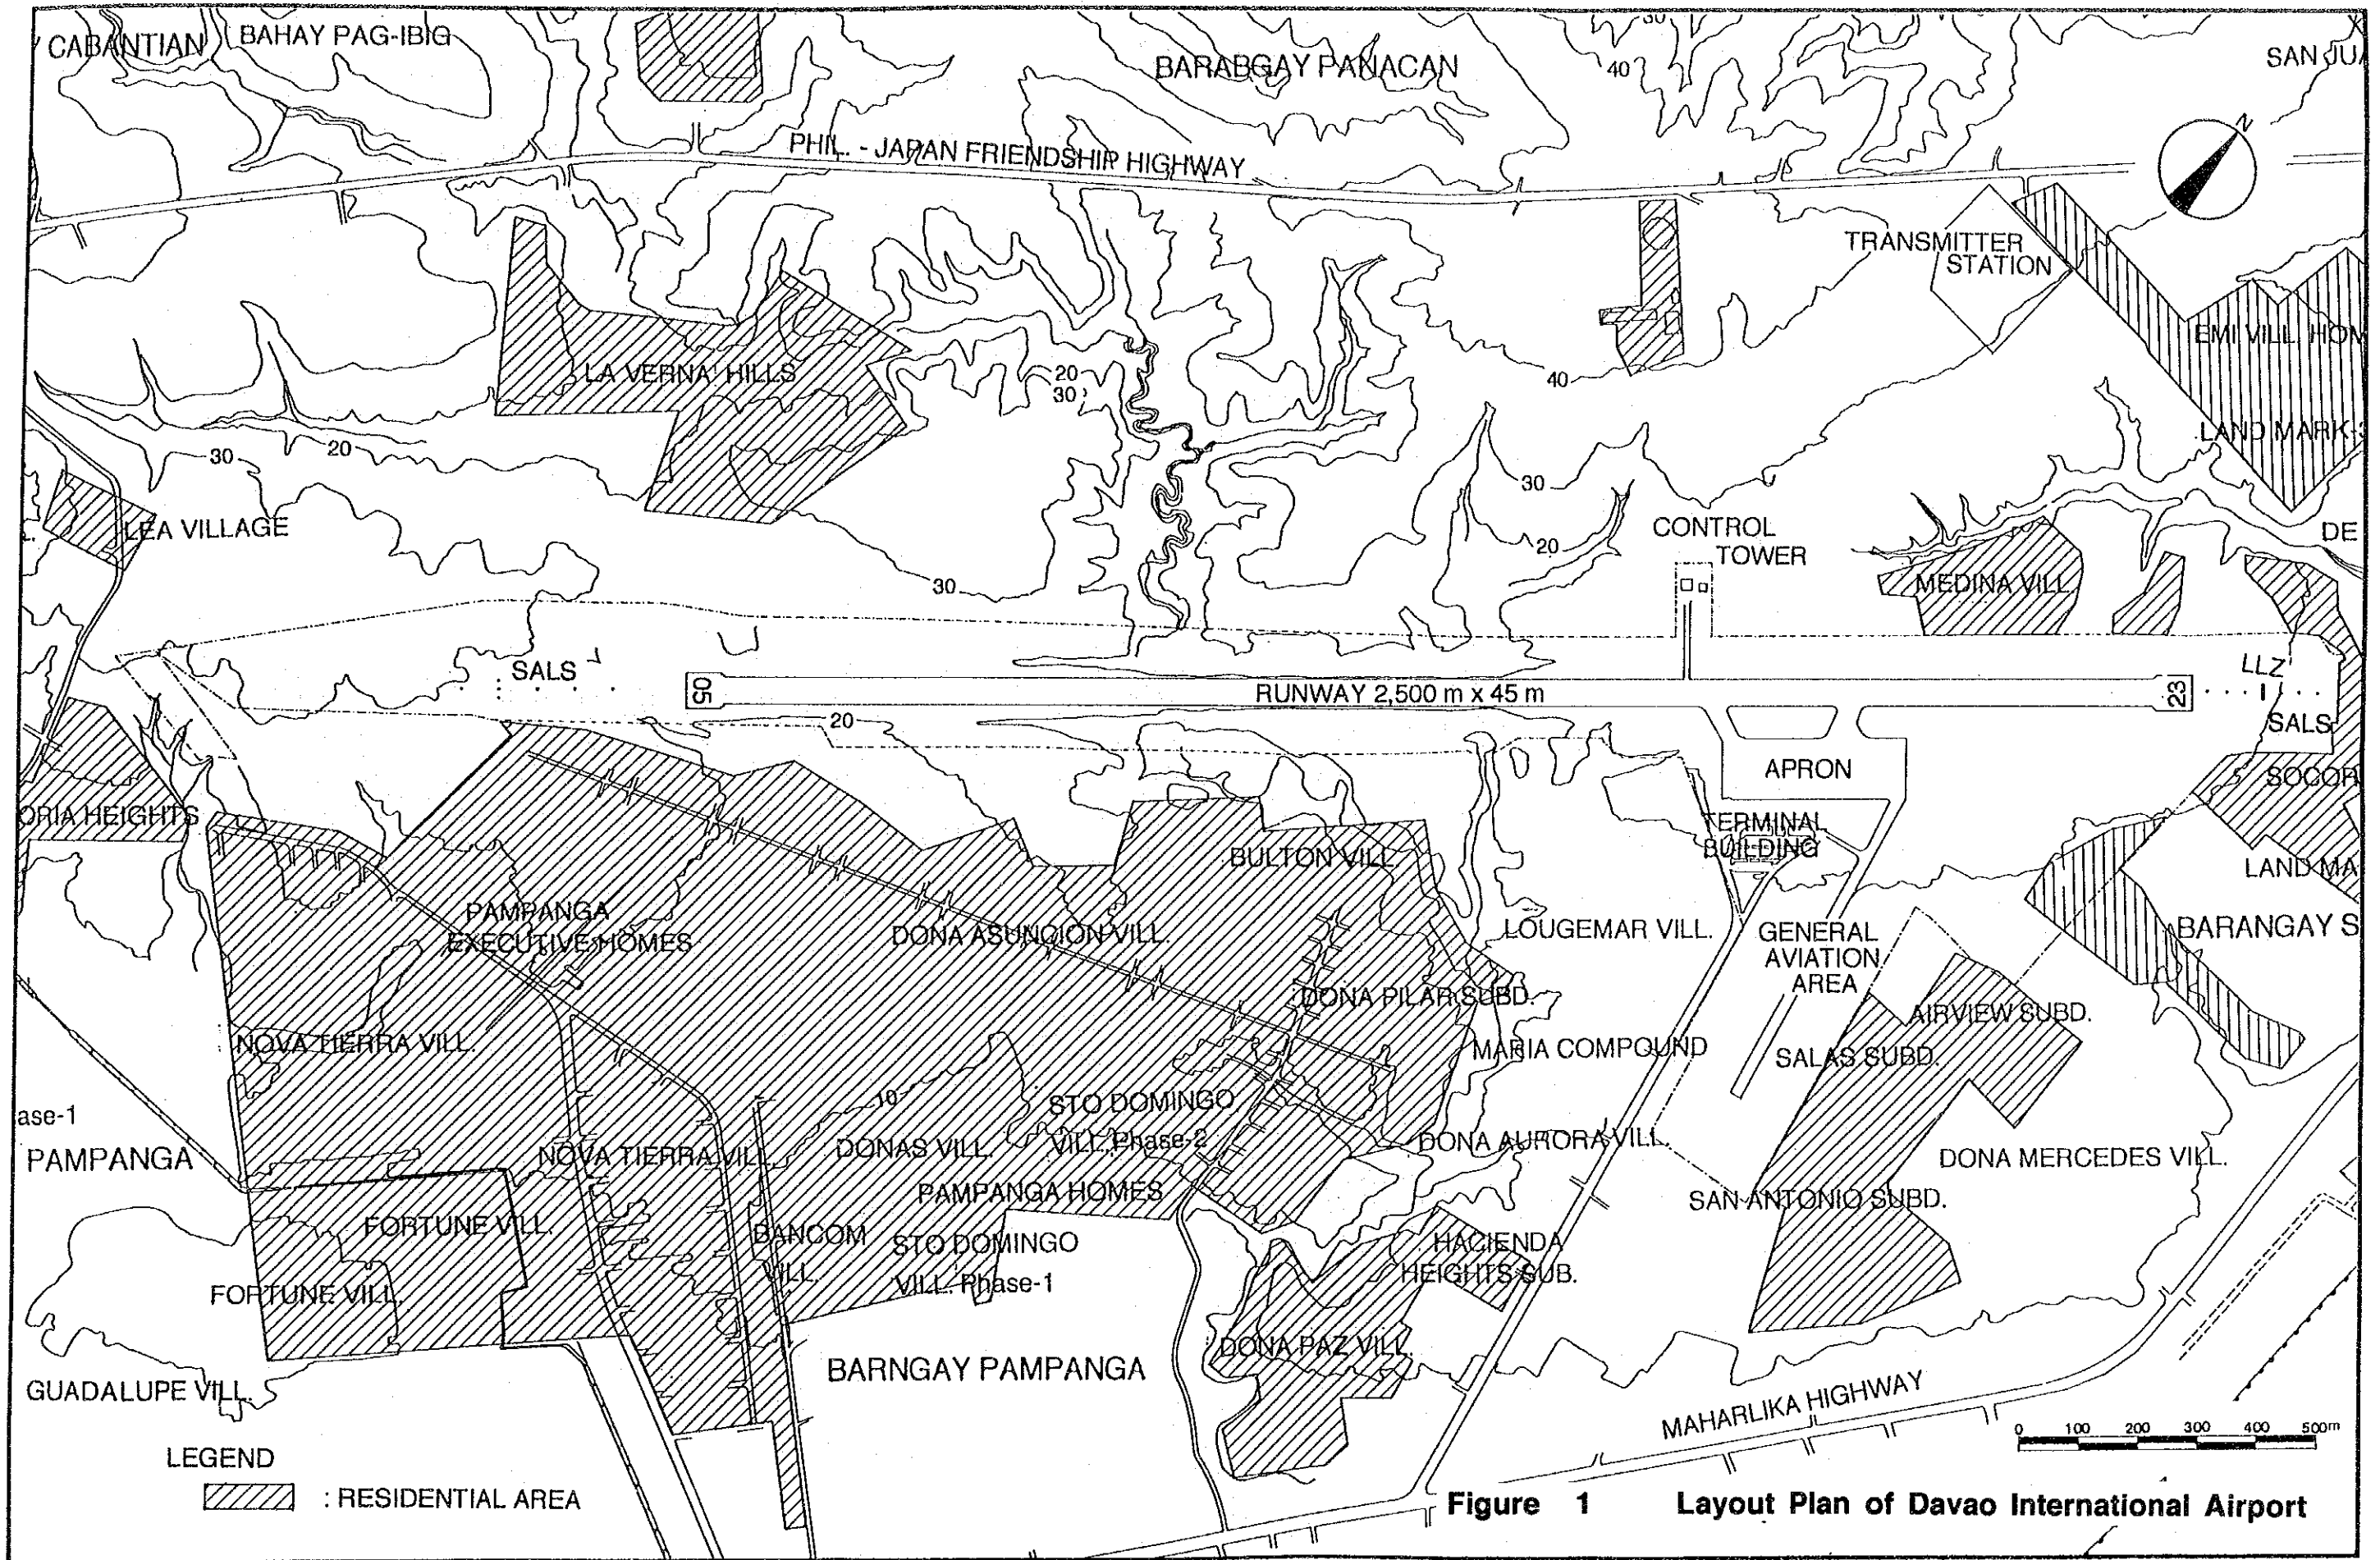 CABANTIAN
BAHAY PAG-IBIG
BARABGAY PANACAN
30
40
SAN JUA
N
PHIL. - JAPAN FRIENDSHIP HIGHWAY
TRANSMITTER
STATION
EMI VILL. HOM
LA VERNA HILLS
20
30
40
LAND MARK-3
30
20
30
LEA VILLAGE
CONTROL
TOWER
20
DE
30
MEDINA VILL.
SALS
05
RUNWAY 2,500 m x 45 m
23
LLZ
SALS
20
APRON
SOCOR
ORIA HEIGHTS
TERMINAL
BUILDING
BULTON VILL.
LAND MA
PAMPANGA
EXECUTIVE HOMES
DONA ASUNCION VILL.
LOUGEMAR VILL.
GENERAL
AVIATION
AREA
BARANGAY S
DONA PILAR SUBD.
AIRVIEW SUBD.
NOVA TIERRA VILL.
MARIA COMPOUND
SALAS SUBD.
10
ase-1
STO DOMINGO
VILL. Phase-2
PAMPANGA
NOVA TIERRA VILL.
DONAS VILL.
DONA AURORA VILL.
DONA MERCEDES VILL.
PAMPANGA HOMES
SAN ANTONIO SUBD.
FORTUNE VILL.
BANCOM
VILL.
STO DOMINGO
VILL. Phase-1
HACIENDA
HEIGHTS SUB.
FORTUNE VILL.
DONA PAZ VILL.
GUADALUPE VILL.
BARNGAY PAMPANGA
MAHARLIKA HIGHWAY
0 100 200 300 400 500m
LEGEND
: RESIDENTIAL AREA
Figure 1 Layout Plan of Davao International Airport